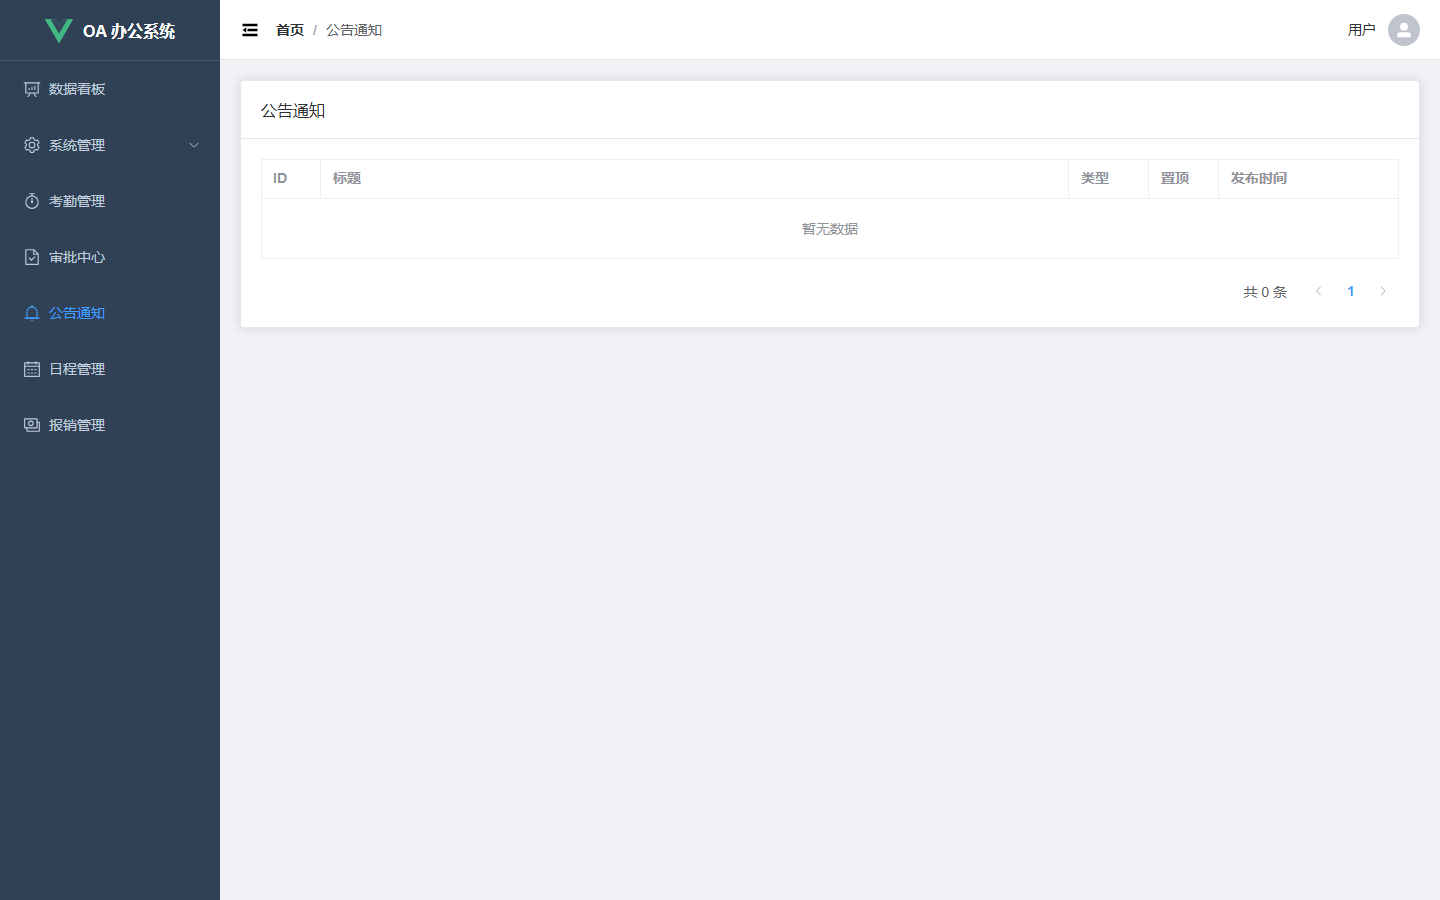 OA 办公系统
首页 / 公告通知
用户
数据看板
系统管理
考勤管理
审批中心
公告通知
日程管理
报销管理
公告通知
ID 标题 类型 置顶 发布时间
暂无数据
共 0 条 1